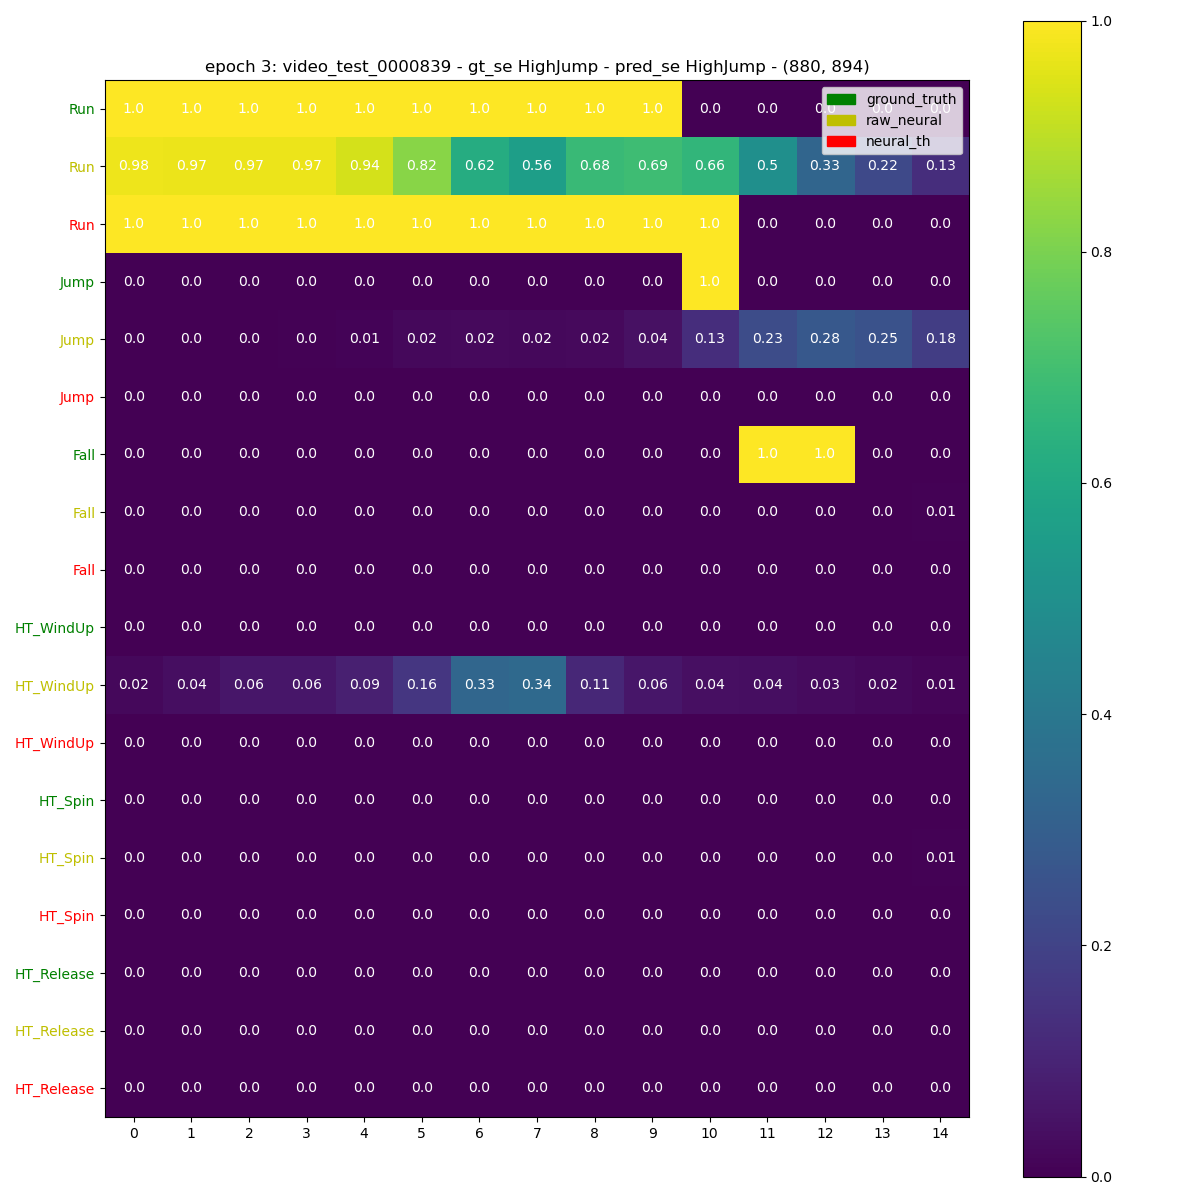 epoch 3: video_test_0000839 - gt_se HighJump - pred_se HighJump - (880, 894)
ground_truth
raw_neural
neural_th
Run 1.0 1.0 1.0 1.0 1.0 1.0 1.0 1.0 1.0 1.0 0.0 0.0 0.0 0.0 0.0
Run 0.98 0.97 0.97 0.97 0.94 0.82 0.62 0.56 0.68 0.69 0.66 0.5 0.33 0.22 0.13
Run 1.0 1.0 1.0 1.0 1.0 1.0 1.0 1.0 1.0 1.0 1.0 0.0 0.0 0.0 0.0
Jump 0.0 0.0 0.0 0.0 0.0 0.0 0.0 0.0 0.0 0.0 1.0 0.0 0.0 0.0 0.0
Jump 0.0 0.0 0.0 0.0 0.01 0.02 0.02 0.02 0.02 0.04 0.13 0.23 0.28 0.25 0.18
Jump 0.0 0.0 0.0 0.0 0.0 0.0 0.0 0.0 0.0 0.0 0.0 0.0 0.0 0.0 0.0
Fall 0.0 0.0 0.0 0.0 0.0 0.0 0.0 0.0 0.0 0.0 0.0 1.0 1.0 0.0 0.0
Fall 0.0 0.0 0.0 0.0 0.0 0.0 0.0 0.0 0.0 0.0 0.0 0.0 0.0 0.0 0.01
Fall 0.0 0.0 0.0 0.0 0.0 0.0 0.0 0.0 0.0 0.0 0.0 0.0 0.0 0.0 0.0
HT_WindUp 0.0 0.0 0.0 0.0 0.0 0.0 0.0 0.0 0.0 0.0 0.0 0.0 0.0 0.0 0.0
HT_WindUp 0.02 0.04 0.06 0.06 0.09 0.16 0.33 0.34 0.11 0.06 0.04 0.04 0.03 0.02 0.01
HT_WindUp 0.0 0.0 0.0 0.0 0.0 0.0 0.0 0.0 0.0 0.0 0.0 0.0 0.0 0.0 0.0
HT_Spin 0.0 0.0 0.0 0.0 0.0 0.0 0.0 0.0 0.0 0.0 0.0 0.0 0.0 0.0 0.0
HT_Spin 0.0 0.0 0.0 0.0 0.0 0.0 0.0 0.0 0.0 0.0 0.0 0.0 0.0 0.0 0.01
HT_Spin 0.0 0.0 0.0 0.0 0.0 0.0 0.0 0.0 0.0 0.0 0.0 0.0 0.0 0.0 0.0
HT_Release 0.0 0.0 0.0 0.0 0.0 0.0 0.0 0.0 0.0 0.0 0.0 0.0 0.0 0.0 0.0
HT_Release 0.0 0.0 0.0 0.0 0.0 0.0 0.0 0.0 0.0 0.0 0.0 0.0 0.0 0.0 0.0
HT_Release 0.0 0.0 0.0 0.0 0.0 0.0 0.0 0.0 0.0 0.0 0.0 0.0 0.0 0.0 0.0
0 1 2 3 4 5 6 7 8 9 10 11 12 13 14
1.0
0.8
0.6
0.4
0.2
0.0